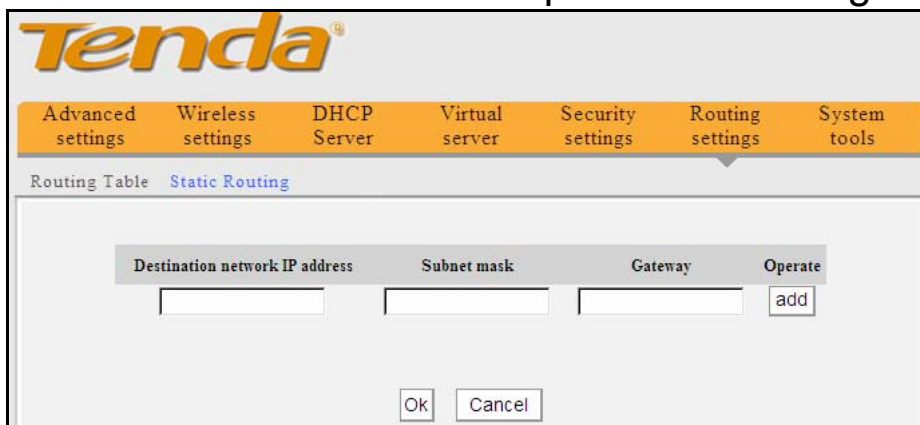 Tenda®
Advanced settings Wireless settings DHCP Server Virtual server Security settings Routing settings System tools
Routing Table Static Routing
Destination network IP address Subnet mask Gateway Operate
add
Ok Cancel